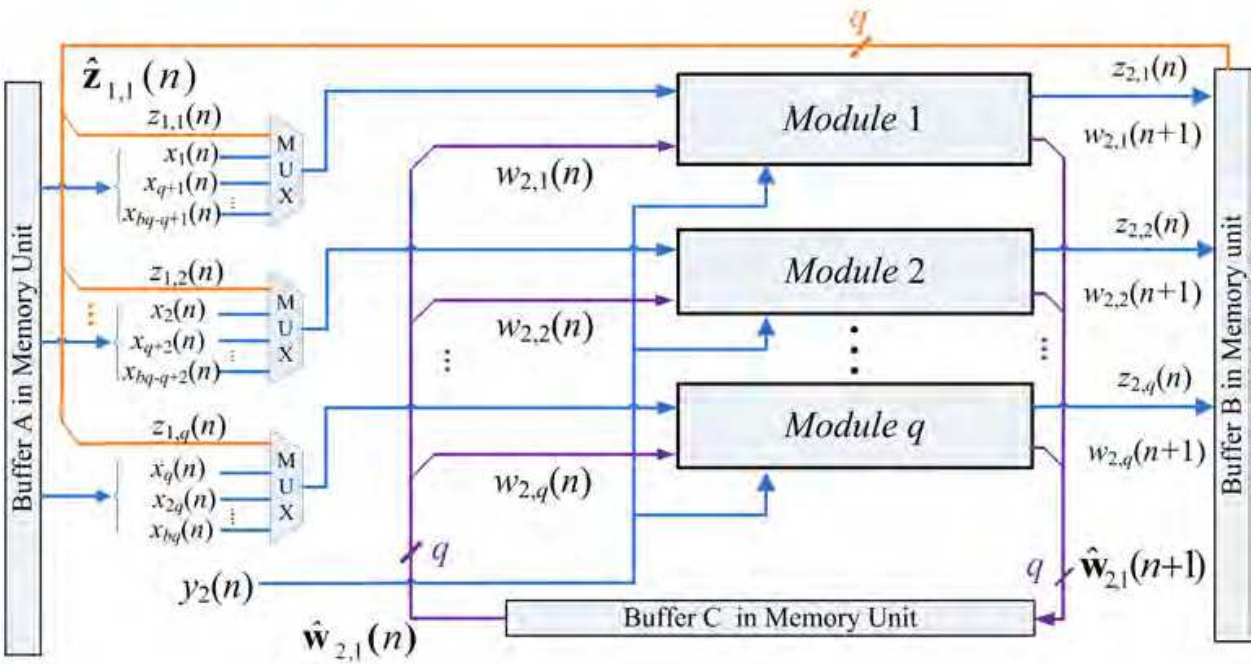 q
ẑ1,1(n)
z1,1(n)
x1(n)
xq+1(n)
xbq-q+1(n)
MUX
Module 1
z2,1(n)
w2,1(n+1)
w2,1(n)
z1,2(n)
x2(n)
xq+2(n)
xbq-q+2(n)
MUX
Module 2
z2,2(n)
w2,2(n+1)
w2,2(n)
z1,q(n)
xq(n)
x2q(n)
xbq(n)
MUX
Module q
z2,q(n)
w2,q(n+1)
w2,q(n)
q
q
ŵ2,1(n+1)
y2(n)
ŵ2,1(n)
Buffer C in Memory Unit
Buffer A in Memory Unit
Buffer B in Memory unit